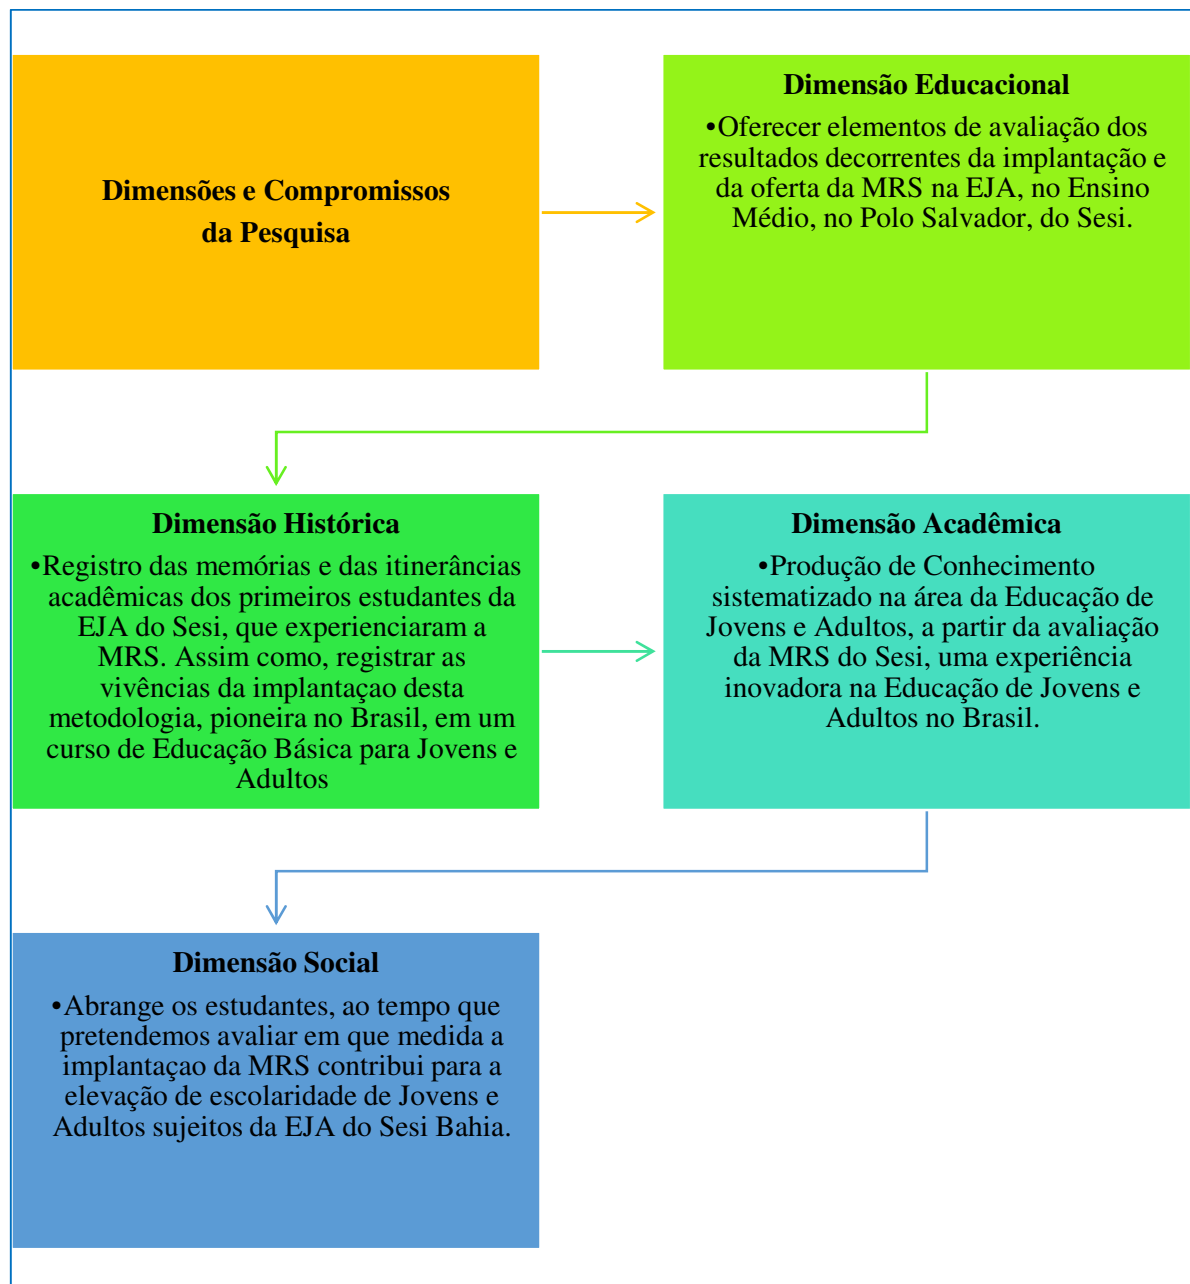 Dimensões e Compromissos
da Pesquisa
Dimensão Educacional
•Oferecer elementos de avaliação dos
resultados decorrentes da implantação e
da oferta da MRS na EJA, no Ensino
Médio, no Polo Salvador, do Sesi.
Dimensão Histórica
•Registro das memórias e das itinerâncias
acadêmicas dos primeiros estudantes da
EJA do Sesi, que experienciaram a
MRS. Assim como, registrar as
vivências da implantaçao desta
metodologia, pioneira no Brasil, em um
curso de Educação Básica para Jovens e
Adultos
Dimensão Acadêmica
•Produção de Conhecimento
sistematizado na área da Educação de
Jovens e Adultos, a partir da avaliação
da MRS do Sesi, uma experiência
inovadora na Educação de Jovens e
Adultos no Brasil.
Dimensão Social
•Abrange os estudantes, ao tempo que
pretendemos avaliar em que medida a
implantaçao da MRS contribui para a
elevação de escolaridade de Jovens e
Adultos sujeitos da EJA do Sesi Bahia.